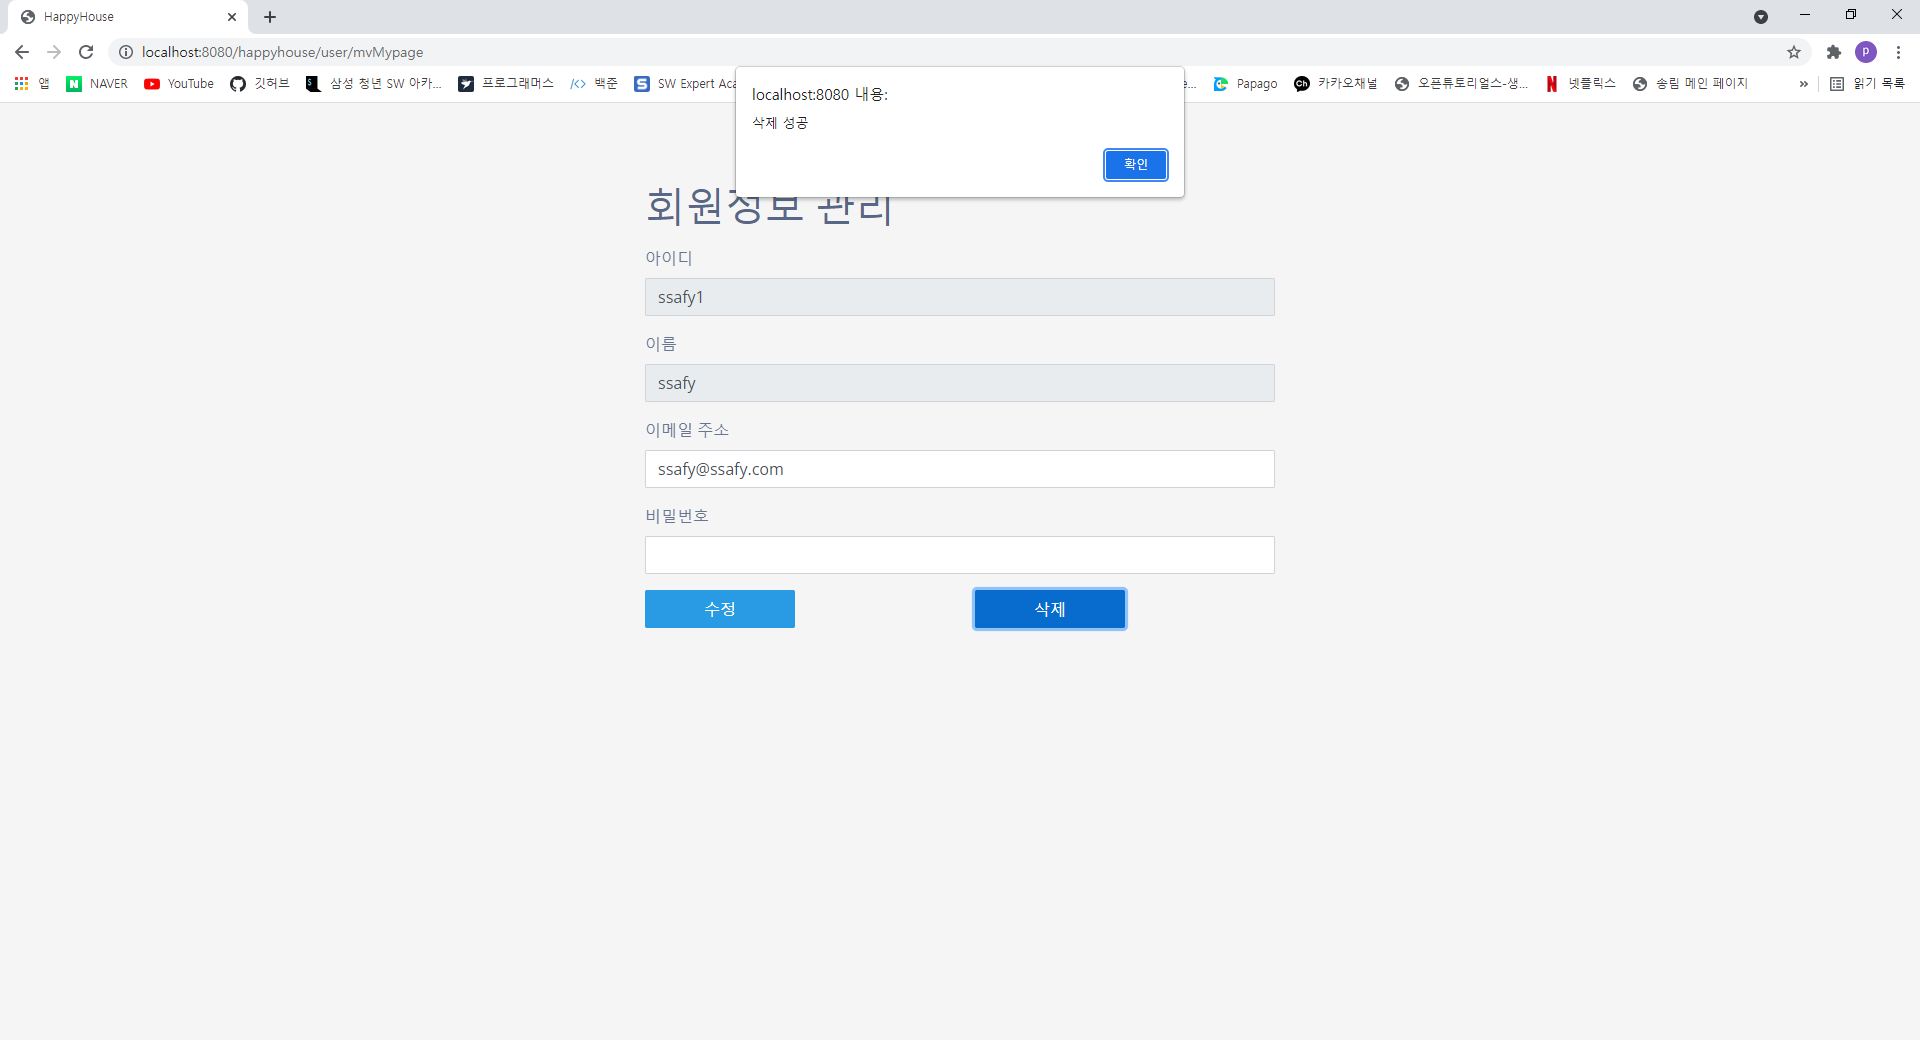 HappyHouse
localhost:8080/happyhouse/user/mvMypage
P
앱 NAVER YouTube 깃허브 삼성 청년 SW 아카... 프로그래머스 백준 SW Expert Aca e... Papago 카카오채널 오픈튜토리얼스-생... 넷플릭스 송림 메인 페이지 » 읽기 목록
localhost:8080 내용:
삭제 성공
확인
회원정보 관리
아이디
ssafy1
이름
ssafy
이메일 주소
ssafy@ssafy.com
비밀번호
수정 삭제